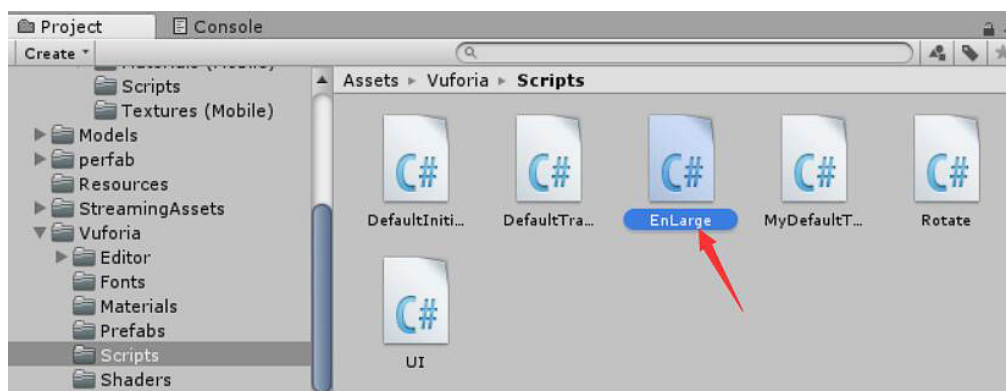 Project
Console
Create
Assets ▸ Vuforia ▸ Scripts
Scripts
Textures (Mobile)
Models
perfab
Resources
StreamingAssets
Vuforia
Editor
Fonts
Materials
Prefabs
Scripts
Shaders
C#
C#
C#
C#
C#
DefaultIniti...
DefaultTra...
EnLarge
MyDefaultT...
Rotate
C#
UI